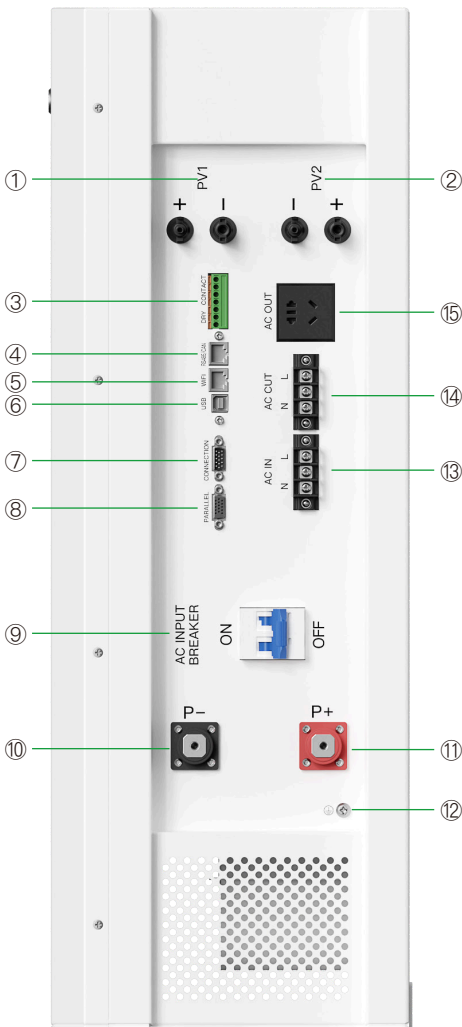 ① PV1 PV2 ②
+ − − +
③ DRY CONTACT
AC OUT ⑮
④ RS485/CAN
⑤ WIFI
⑥ USB
AC OUT L N ⑭
⑦ CONNECTION
AC IN L N ⑬
⑧ PARALLEL
⑨ AC INPUT
BREAKER
ON OFF
P− P+
⑩ ⑪
⑫